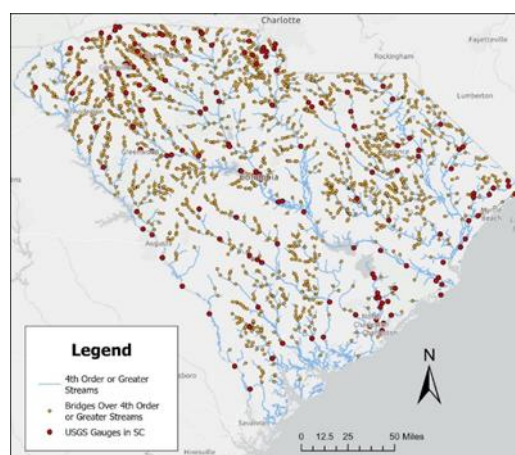 Charlotte
Fayetteville
Rockingham
Lumberton
Columbia
Beach
Augusta
Legend
4th Order or Greater
Streams
Bridges Over 4th Order
or Greater Streams
USGS Gauges in SC
Savannah
Hinesville
N
0 12.5 25 50 Miles